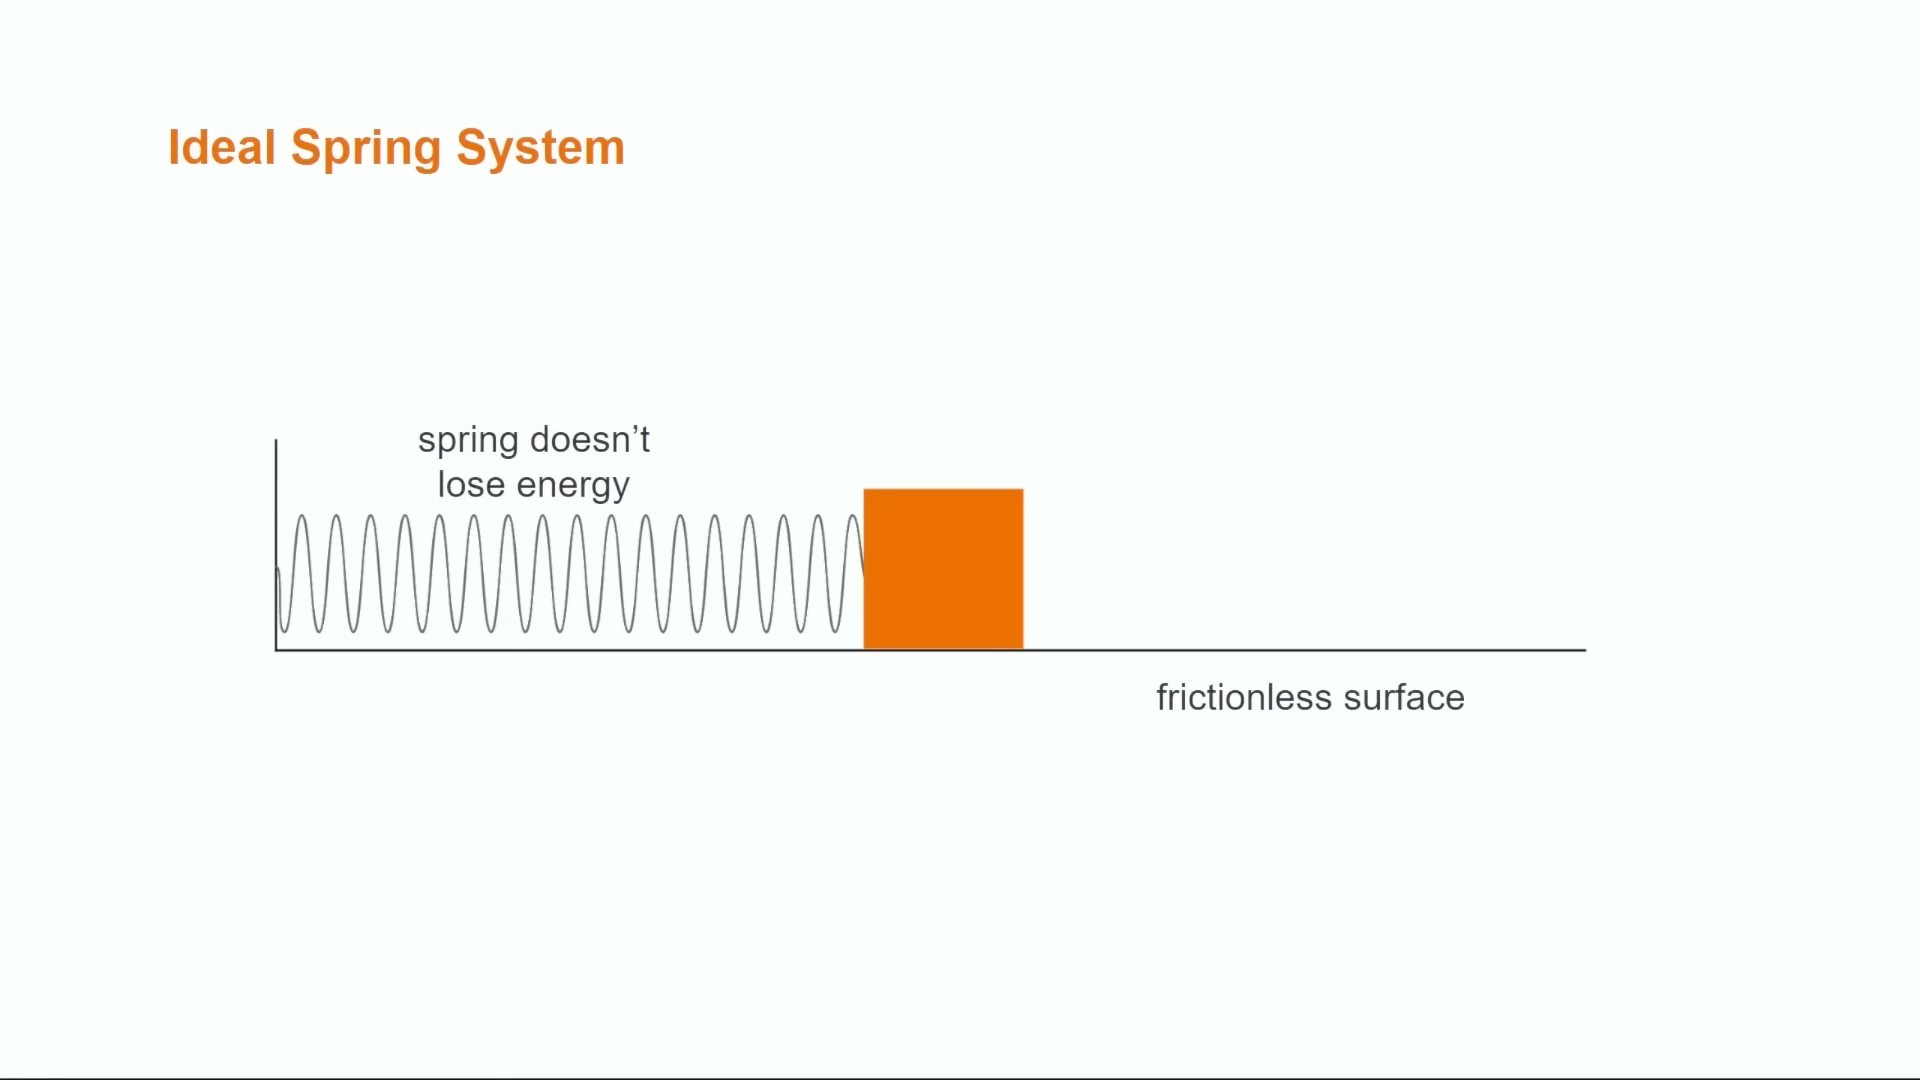 Ideal Spring System
spring doesn’t
lose energy
frictionless surface